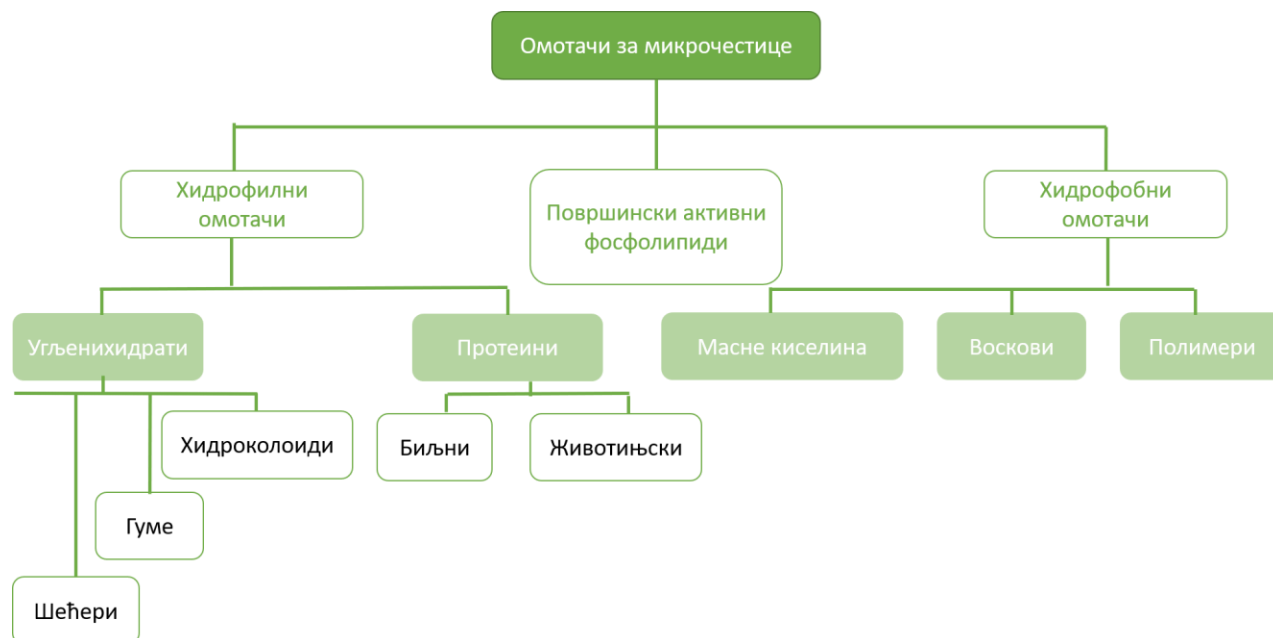 Омотачи за микрочестице
Хидрофилни
омотачи
Површински активни
фосфолипиди
Хидрофобни
омотачи
Угљенихидрати
Протеини
Масне киселина
Воскови
Полимери
Хидроколоиди
Биљни
Животињски
Гуме
Шећери